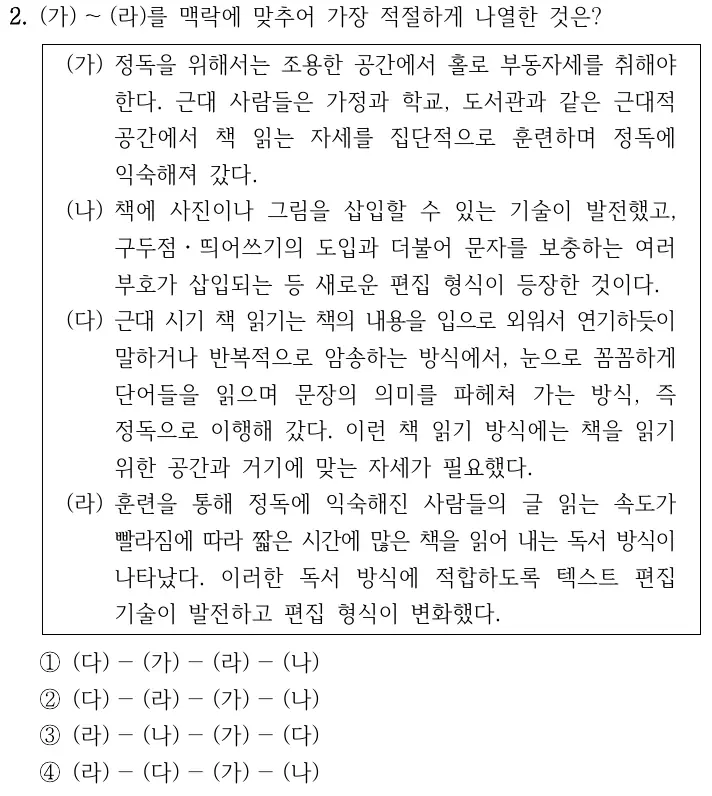 2. (가) ~ (라)를 맥락에 맞추어 가장 적절하게 나열한 것은?
(가) 정독을 위해서는 조용한 공간에서 홀로 부동자세를 취해야
한다. 근대 사람들은 가정과 학교, 도서관과 같은 근대적
공간에서 책 읽는 자세를 집단적으로 훈련하며 정독에
익숙해져 갔다.
(나) 책에 사진이나 그림을 삽입할 수 있는 기술이 발전했고,
구두점·띄어쓰기의 도입과 더불어 문자를 보충하는 여러
부호가 삽입되는 등 새로운 편집 형식이 등장한 것이다.
(다) 근대 시기 책 읽기는 책의 내용을 입으로 외워서 연기하듯이
말하거나 반복적으로 암송하는 방식에서, 눈으로 꼼꼼하게
단어들을 읽으며 문장의 의미를 파헤쳐 가는 방식, 즉
정독으로 이행해 갔다. 이런 책 읽기 방식에는 책을 읽기
위한 공간과 거기에 맞는 자세가 필요했다.
(라) 훈련을 통해 정독에 익숙해진 사람들의 글 읽는 속도가
빨라짐에 따라 짧은 시간에 많은 책을 읽어 내는 독서 방식이
나타났다. 이러한 독서 방식에 적합하도록 텍스트 편집
기술이 발전하고 편집 형식이 변화했다.
① (다) - (가) - (라) - (나)
② (다) - (라) - (가) - (나)
③ (라) - (나) - (가) - (다)
④ (라) - (다) - (가) - (나)